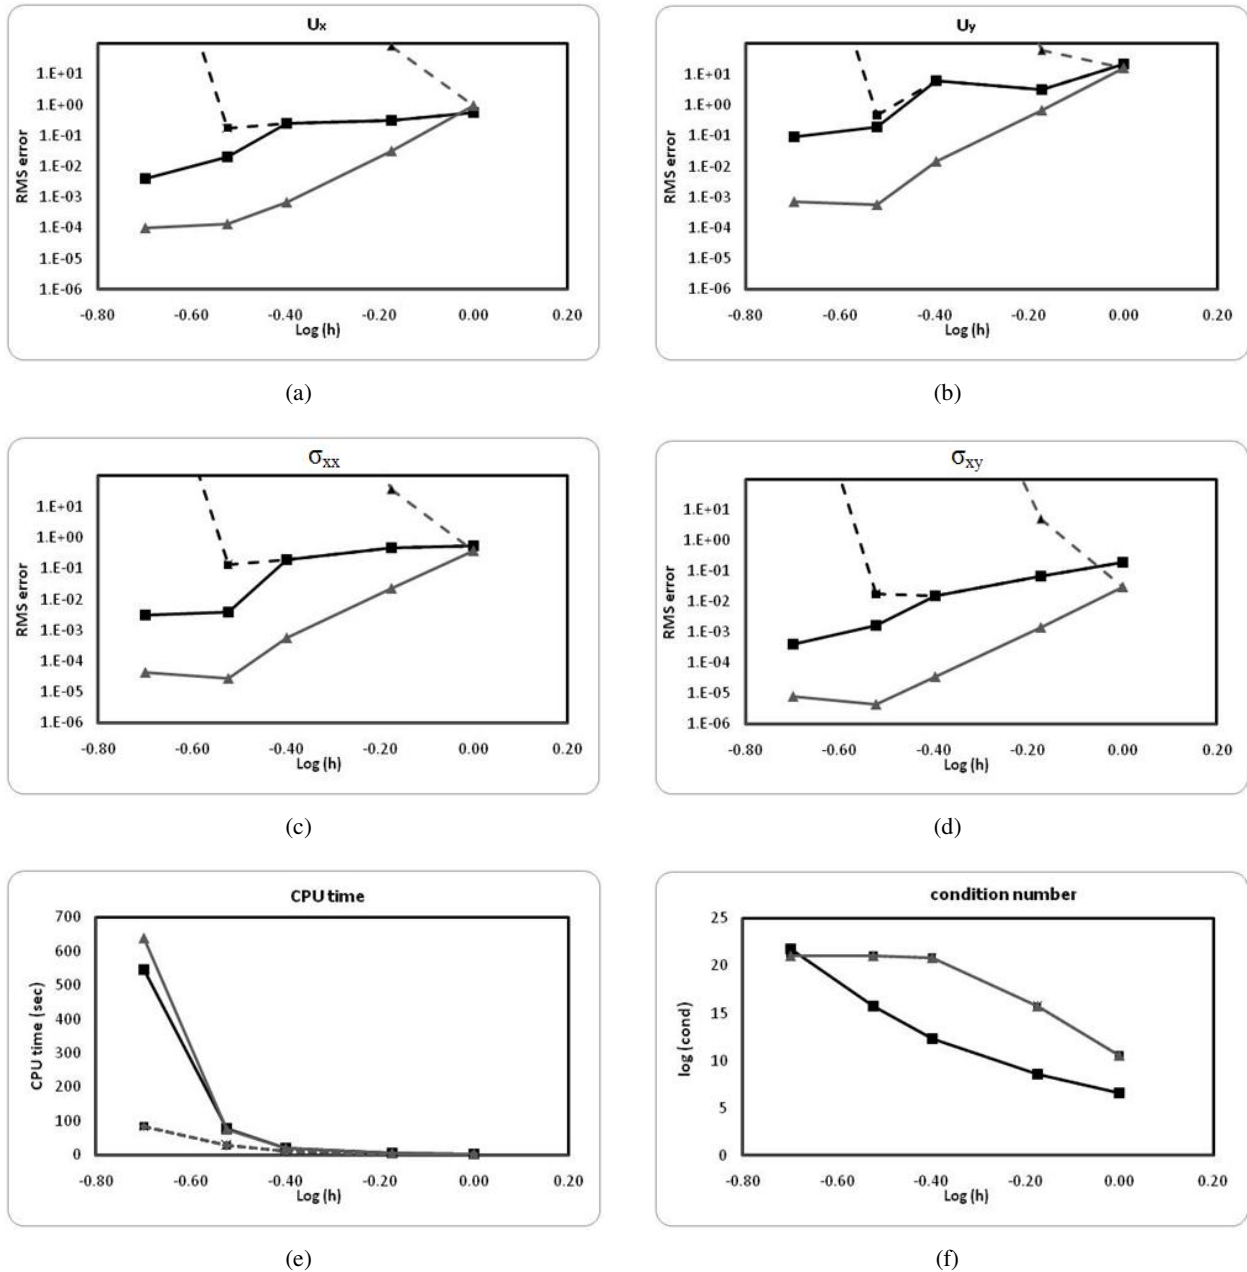 Ux
1.E+01
1.E+00
1.E-01
1.E-02
1.E-03
1.E-04
1.E-05
1.E-06
RMS error
-0.80 -0.60 -0.40 -0.20 0.00 0.20
Log (h)
(a)
Uy
1.E+01
1.E+00
1.E-01
1.E-02
1.E-03
1.E-04
1.E-05
1.E-06
RMS error
-0.80 -0.60 -0.40 -0.20 0.00 0.20
Log (h)
(b)
σxx
1.E+01
1.E+00
1.E-01
1.E-02
1.E-03
1.E-04
1.E-05
1.E-06
RMS error
-0.80 -0.60 -0.40 -0.20 0.00 0.20
Log (h)
(c)
σxy
1.E+01
1.E+00
1.E-01
1.E-02
1.E-03
1.E-04
1.E-05
1.E-06
RMS error
-0.80 -0.60 -0.40 -0.20 0.00 0.20
Log (h)
(d)
CPU time
700
600
500
400
300
200
100
0
CPU time (sec)
-0.80 -0.60 -0.40 -0.20 0.00 0.20
Log (h)
(e)
condition number
25
20
15
10
5
0
log (cond)
-0.80 -0.60 -0.40 -0.20 0.00 0.20
Log (h)
(f)